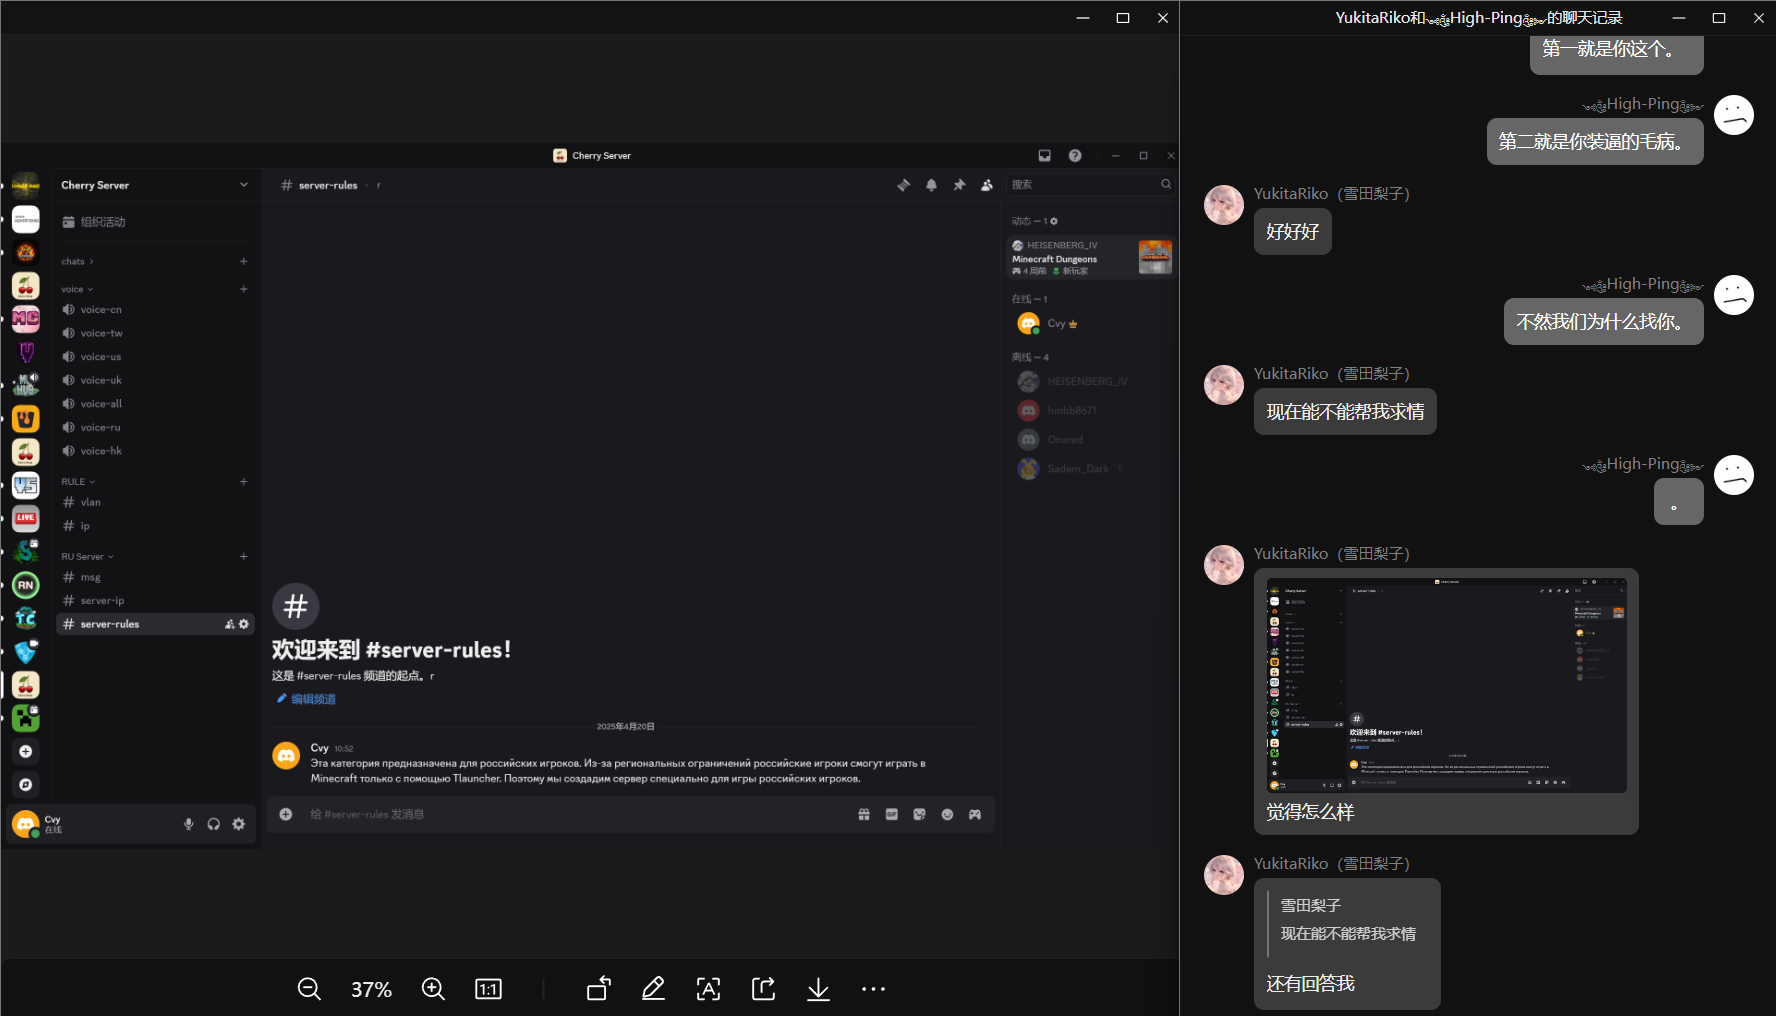 Cherry Server
Cherry Server
组织活动
chats
voice
voice-cn
voice-tw
voice-us
voice-uk
voice-all
voice-ru
voice-hk
RULE
vlan
ip
RU Server
msg
server-ip
server-rules
Cvy
在线
server-rules
r
搜索
欢迎来到 #server-rules！
这是 #server-rules 频道的起点。r
编辑频道
2025年4月20日
Cvy 10:52
Эта категория предназначена для российских игроков. Из-за региональных ограничений российские игроки смогут играть в
Minecraft только с помощью Tlauncher. Поэтому мы создадим сервер специально для игры российских игроков.
给 #server-rules 发消息
GIF
动态 — 1
HEISENBERG_IV
Minecraft Dungeons
4 周前 新玩家
在线 — 1
Cvy
离线 — 4
HEISENBERG_IV
hmbb8671
Onared
Sadem_Dark
37%
1:1
YukitaRiko和High-Ping的聊天记录
第一就是你这个。
High-Ping
第二就是你装逼的毛病。
YukitaRiko（雪田梨子）
好好好
High-Ping
不然我们为什么找你。
YukitaRiko（雪田梨子）
现在能不能帮我求情
High-Ping
。
YukitaRiko（雪田梨子）
欢迎来到 #server-rules！
觉得怎么样
YukitaRiko（雪田梨子）
雪田梨子
现在能不能帮我求情
还有回答我